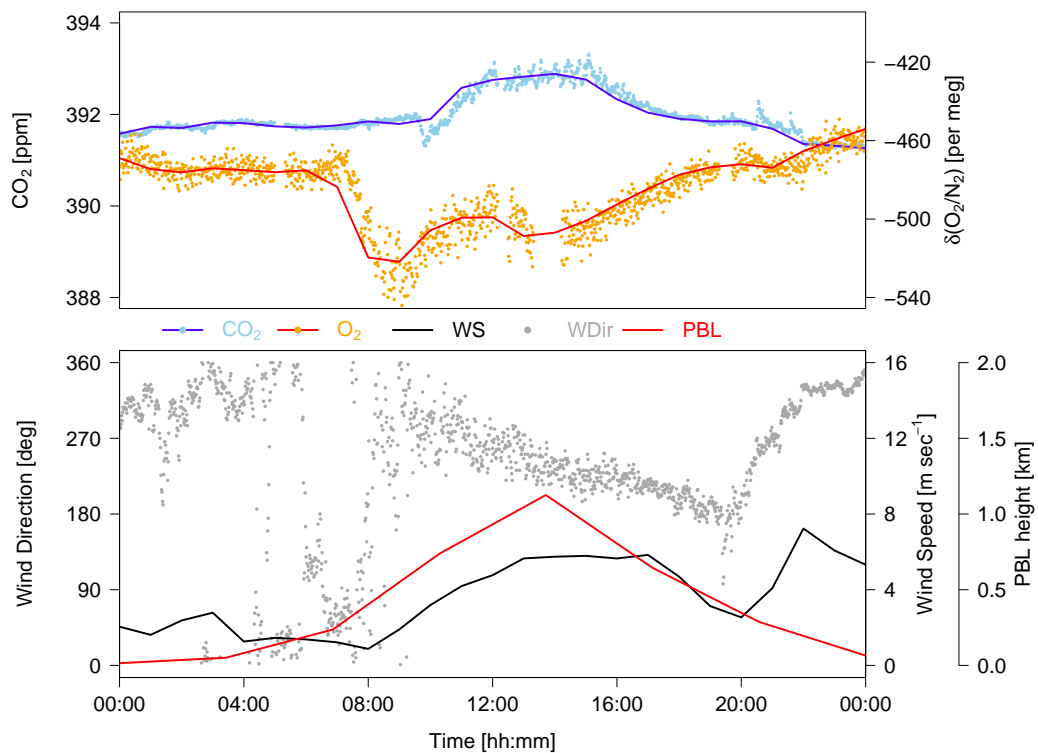 394
392
390
388
CO₂ [ppm]
−420
−460
−500
−540
δ(O₂/N₂) [per meg]
CO₂ O₂ WS WDir PBL
360
270
180
90
0
Wind Direction [deg]
16
12
8
4
0
Wind Speed [m sec⁻¹]
2.0
1.5
1.0
0.5
0.0
PBL height [km]
00:00 04:00 08:00 12:00 16:00 20:00 00:00
Time [hh:mm]